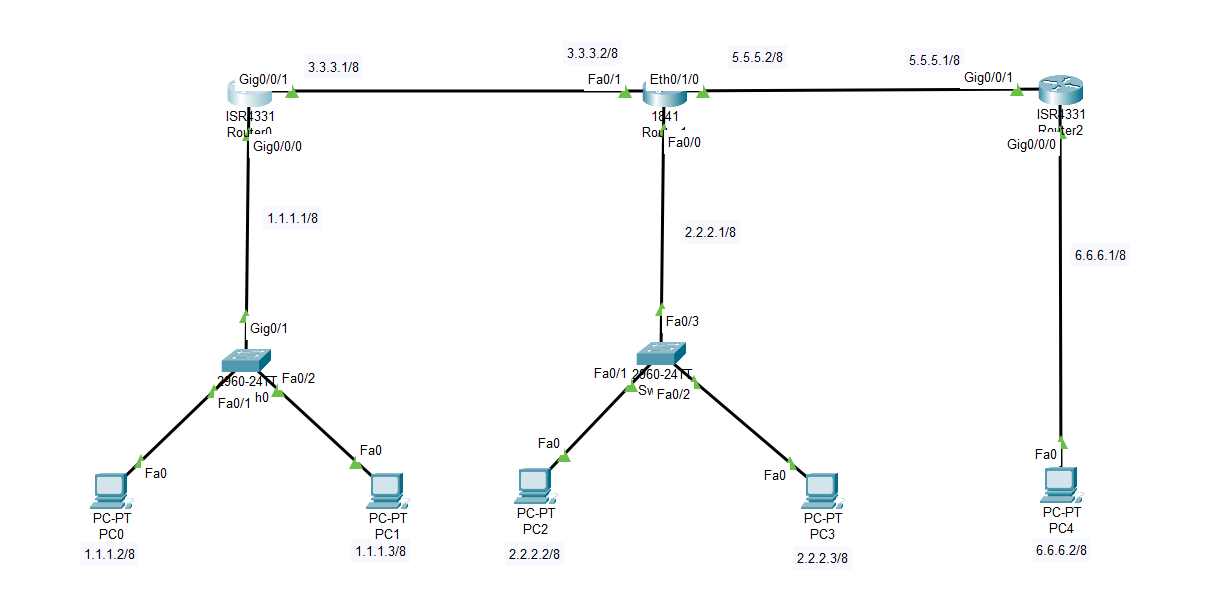 3.3.3.2/8
5.5.5.2/8
5.5.5.1/8
3.3.3.1/8
Gig0/0/1
Fa0/1
Eth0/1/0
Gig0/0/1
ISR4331
Router0
1841
ISR4331
Router2
Gig0/0/0
Fa0/0
Gig0/0/0
1.1.1.1/8
2.2.2.1/8
6.6.6.1/8
Gig0/1
Fa0/3
2960-24TT
Fa0/2
Fa0/1
h0
Fa0/1
2960-24TT
Sw
Fa0/2
Fa0
Fa0
Fa0
Fa0
Fa0
PC-PT
PC0
1.1.1.2/8
PC-PT
PC1
1.1.1.3/8
PC-PT
PC2
2.2.2.2/8
PC-PT
PC3
2.2.2.3/8
PC-PT
PC4
6.6.6.2/8